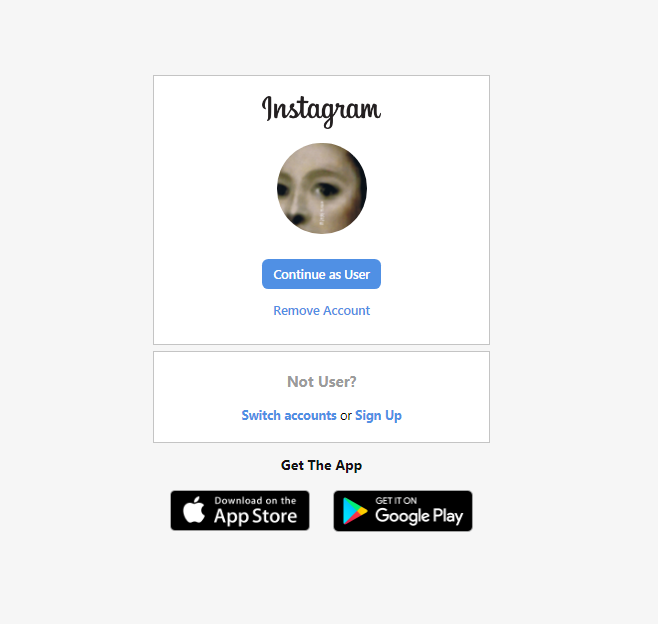 Instagram
Continue as User
Remove Account
Not User?
Switch accounts or Sign Up
Get The App
Download on the
App Store
GET IT ON
Google Play